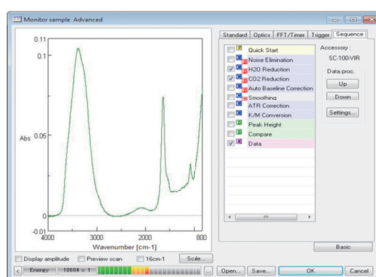 Monitor sample Advanced
Standard Optics FFT/Timer Trigger Sequence
0.11
0.1
Abs 0.05
0
-0.01
4000 3000 2000 800
Wavenumber [cm-1]
Quick Start
Noise Elimination
H2O Reduction
CO2 Reduction
Auto Baseline Correction
Smoothing
ATR Correction
K/M Conversion
Peak Height
Compare
Data
Accessory :
SC-100/VIR
Data proc.
Up
Down
Settings...
Basic
Display amplitude Preview scan 16cm-1 Scale...
Energy
Open... Save... OK Cancel